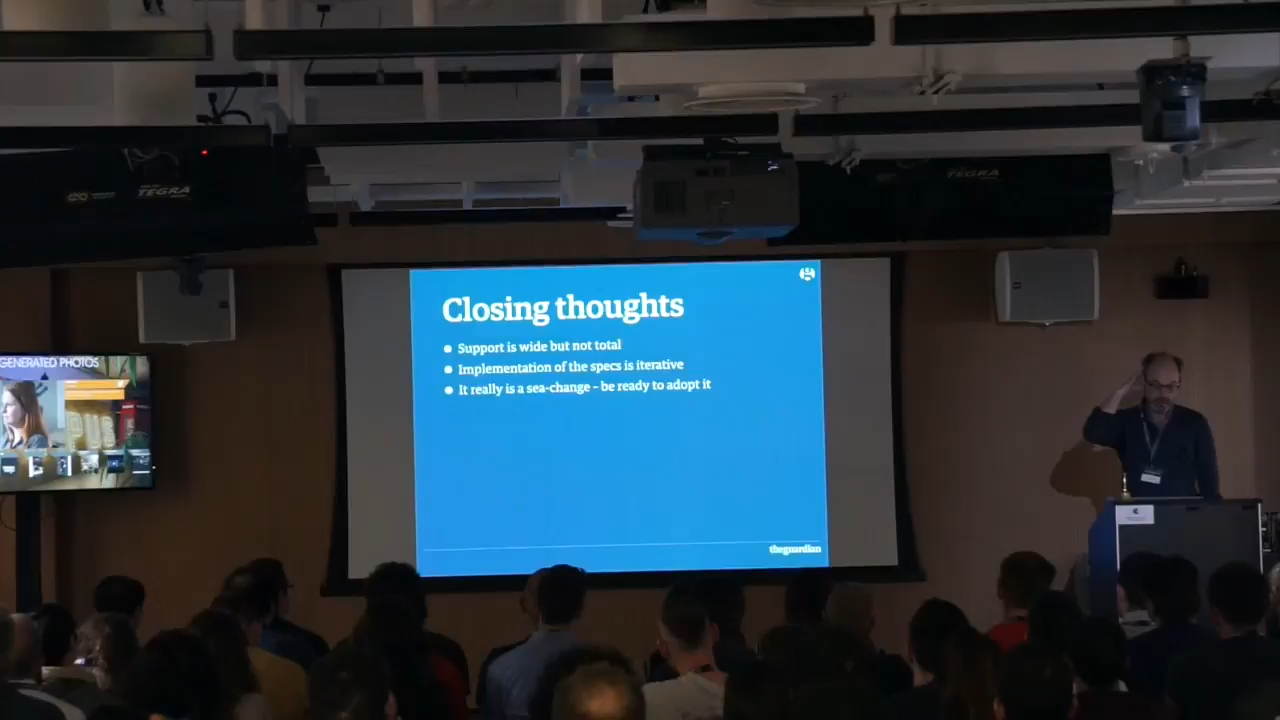 TEGRA
TEGRA
GENERATED PHOTOS
Closing thoughts
Support is wide but not total
Implementation of the specs is iterative
It really is a sea-change – be ready to adopt it
theguardian